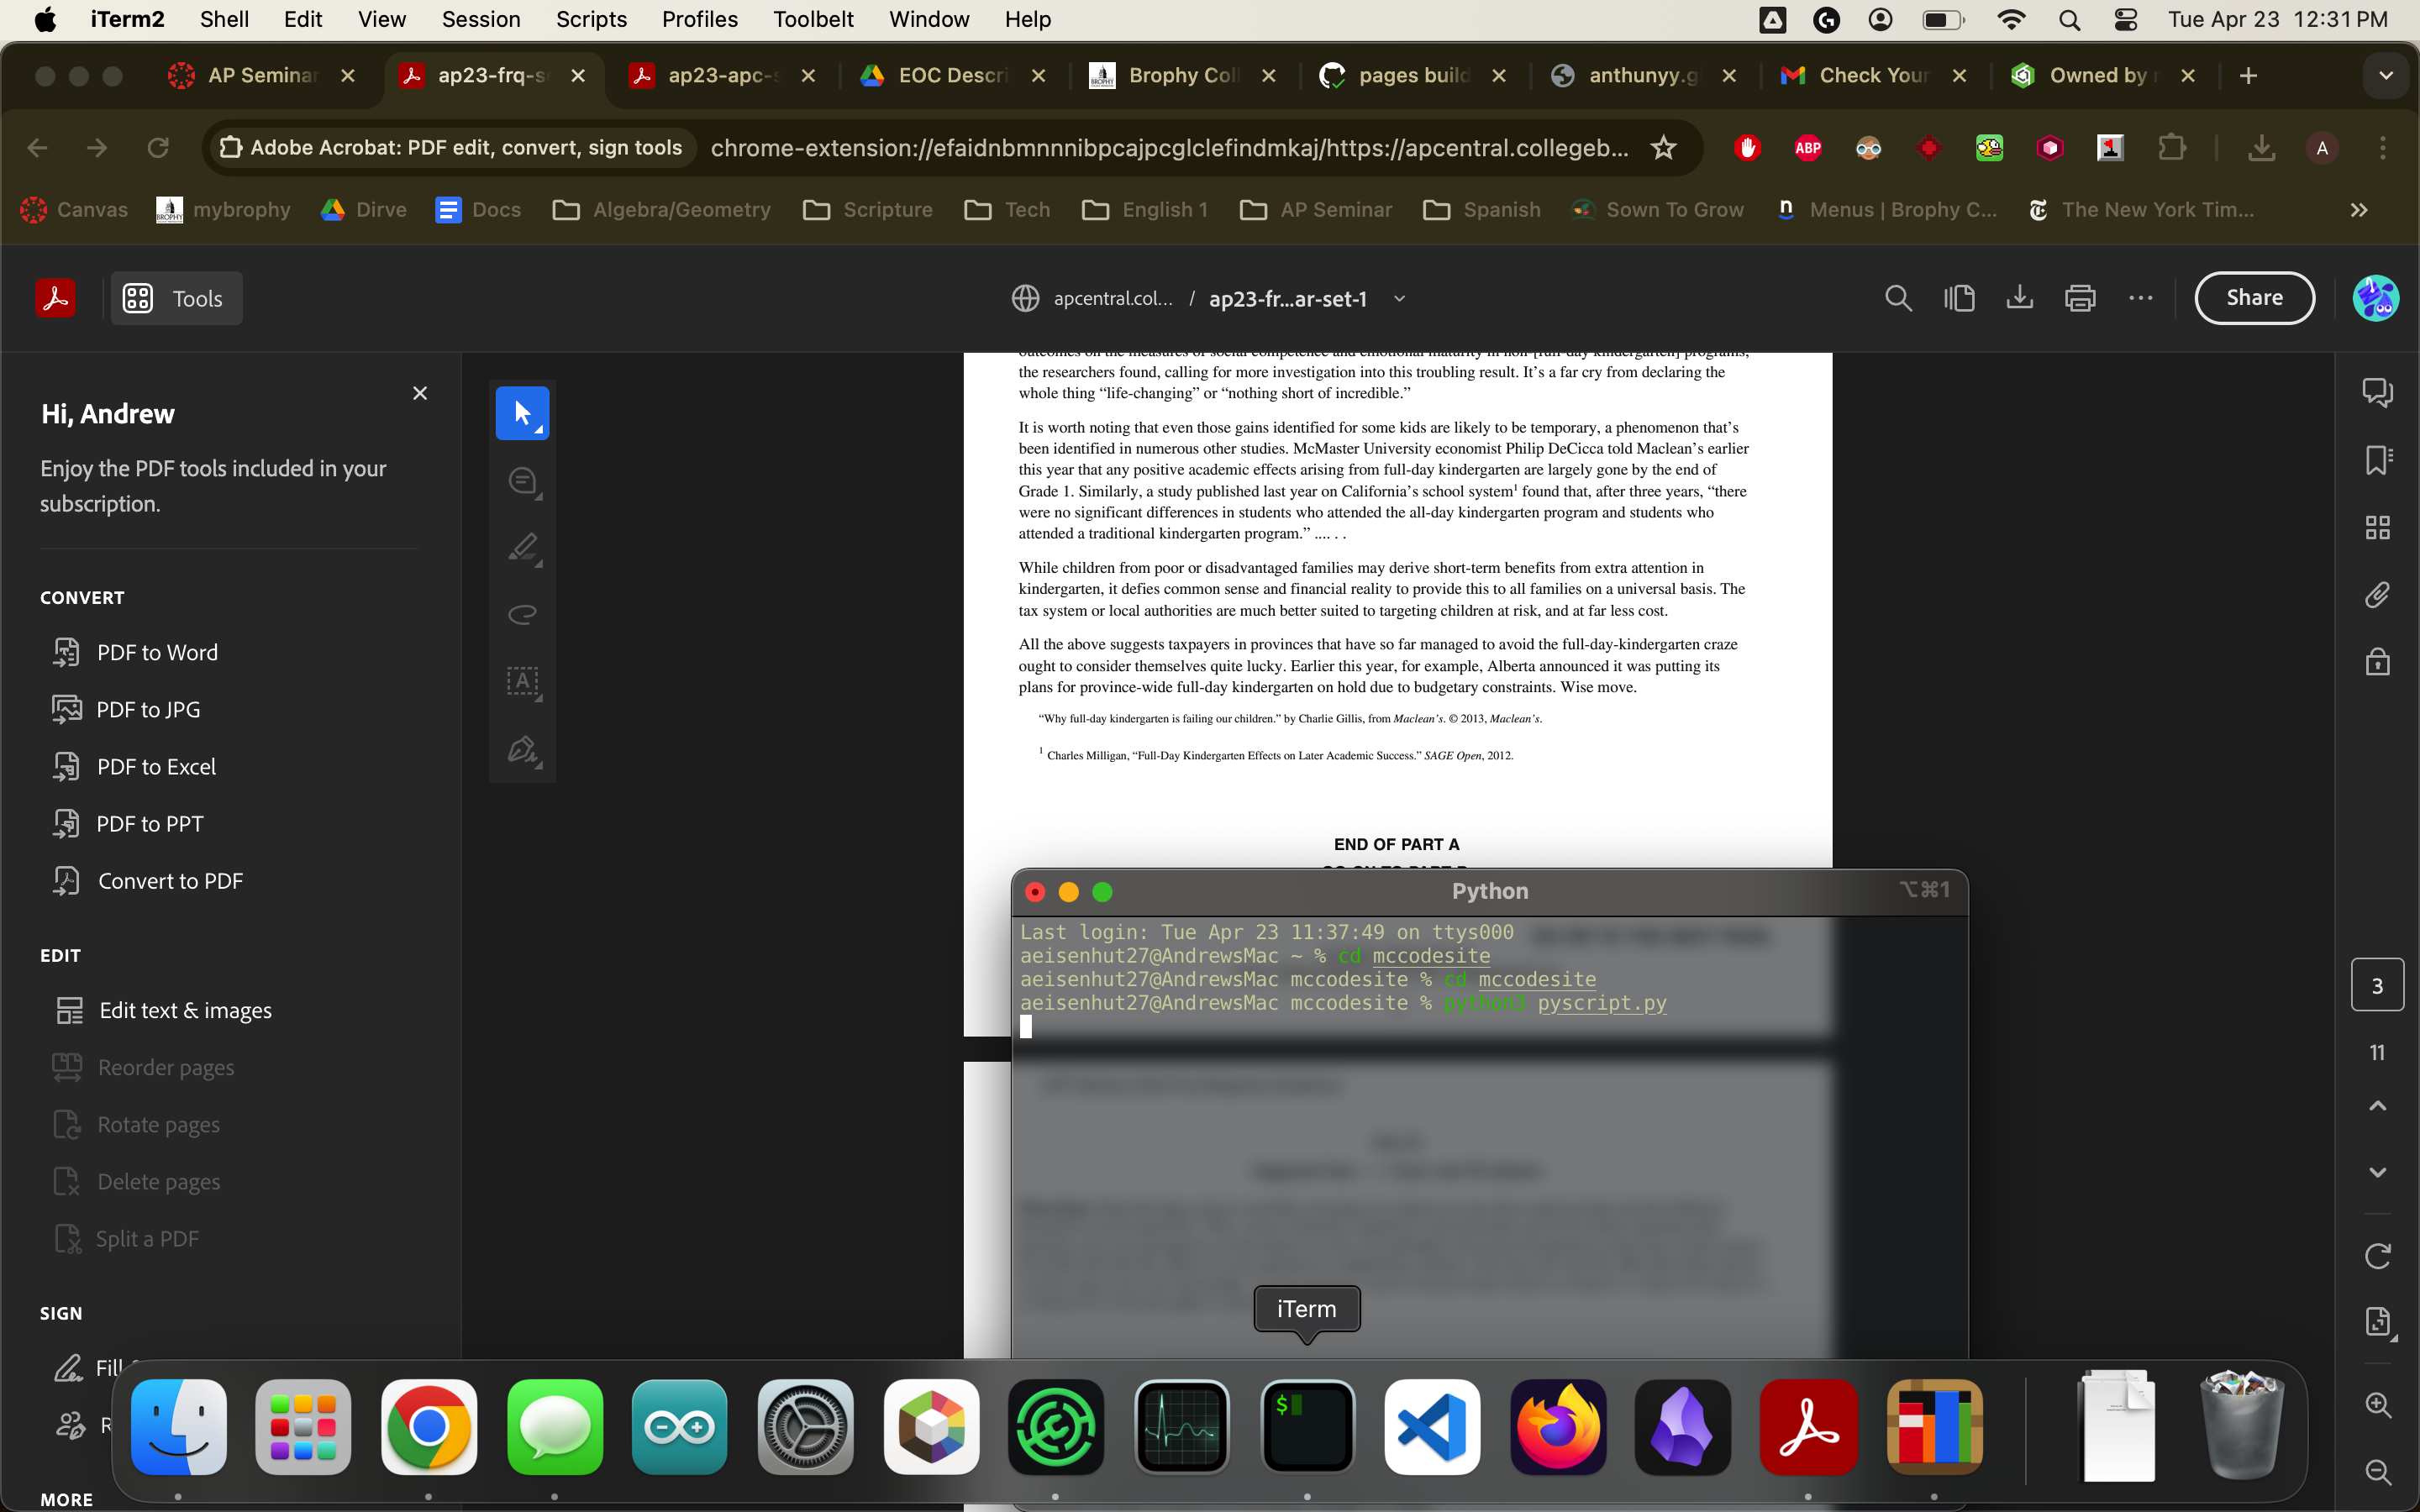 iTerm2 Shell Edit View Session Scripts Profiles Toolbelt Window Help Tue Apr 23 12:31 PM
AP Seminar ap23-frq-s ap23-apc-s EOC Descri Brophy Coll pages build anthunyy.g Check Your Owned by
Adobe Acrobat: PDF edit, convert, sign tools chrome-extension://efaidnbmnnnibpcajpcglclefindmkaj/https://apcentral.collegeb... ABP A
Canvas mybrophy Dirve Docs Algebra/Geometry Scripture Tech English 1 AP Seminar Spanish Sown To Grow Menus | Brophy C... The New York Tim...
Tools apcentral.col... / ap23-fr...ar-set-1 Share
Hi, Andrew
Enjoy the PDF tools included in your
subscription.
CONVERT
PDF to Word
PDF to JPG
PDF to Excel
PDF to PPT
Convert to PDF
EDIT
Edit text & images
Reorder pages
Rotate pages
Delete pages
Split a PDF
SIGN
Fill
R
MORE
outcomes on the measures of social competence and emotional maturity in non-[full-day kindergarten] programs,
the researchers found, calling for more investigation into this troubling result. It’s a far cry from declaring the
whole thing “life-changing” or “nothing short of incredible.”
It is worth noting that even those gains identified for some kids are likely to be temporary, a phenomenon that’s
been identified in numerous other studies. McMaster University economist Philip DeCicca told Maclean’s earlier
this year that any positive academic effects arising from full-day kindergarten are largely gone by the end of
Grade 1. Similarly, a study published last year on California’s school system1 found that, after three years, “there
were no significant differences in students who attended the all-day kindergarten program and students who
attended a traditional kindergarten program.” .... . .
While children from poor or disadvantaged families may derive short-term benefits from extra attention in
kindergarten, it defies common sense and financial reality to provide this to all families on a universal basis. The
tax system or local authorities are much better suited to targeting children at risk, and at far less cost.
All the above suggests taxpayers in provinces that have so far managed to avoid the full-day-kindergarten craze
ought to consider themselves quite lucky. Earlier this year, for example, Alberta announced it was putting its
plans for province-wide full-day kindergarten on hold due to budgetary constraints. Wise move.
“Why full-day kindergarten is failing our children.” by Charlie Gillis, from Maclean’s. © 2013, Maclean’s.
1 Charles Milligan, “Full-Day Kindergarten Effects on Later Academic Success.” SAGE Open, 2012.
END OF PART A
Python ⌥⌘1
Last login: Tue Apr 23 11:37:49 on ttys000
aeisenhut27@AndrewsMac ~ % cd mccodesite
aeisenhut27@AndrewsMac mccodesite % cd mccodesite
aeisenhut27@AndrewsMac mccodesite % python3 pyscript.py
iTerm
3
11
$